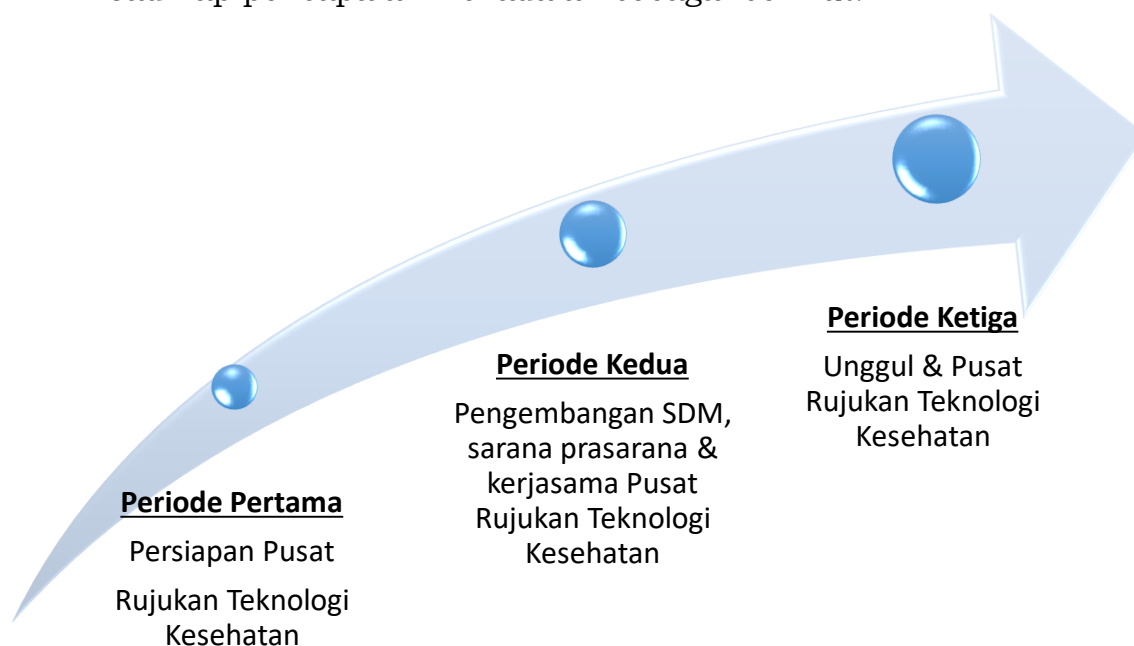 Periode Pertama
Persiapan Pusat
Rujukan Teknologi
Kesehatan
Periode Kedua
Pengembangan SDM,
sarana prasarana &
kerjasama Pusat
Rujukan Teknologi
Kesehatan
Periode Ketiga
Unggul & Pusat
Rujukan Teknologi
Kesehatan